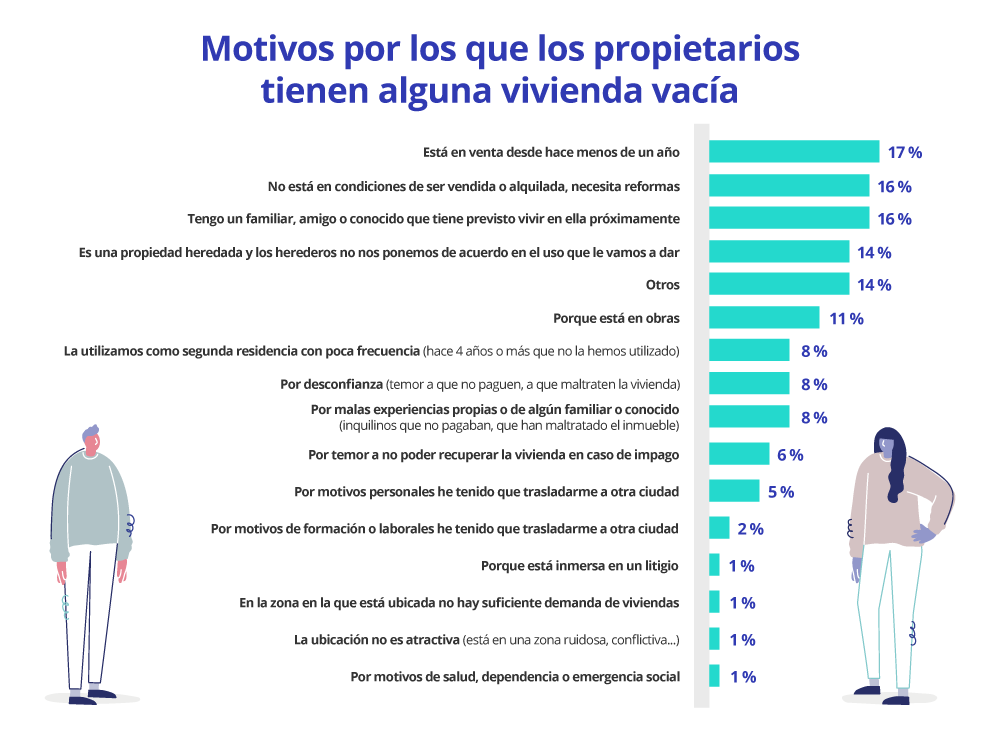 Motivos por los que los propietarios
tienen alguna vivienda vacía
Está en venta desde hace menos de un año 17 %
No está en condiciones de ser vendida o alquilada, necesita reformas 16 %
Tengo un familiar, amigo o conocido que tiene previsto vivir en ella próximamente 16 %
Es una propiedad heredada y los herederos no nos ponemos de acuerdo en el uso que le vamos a dar 14 %
Otros 14 %
Porque está en obras 11 %
La utilizamos como segunda residencia con poca frecuencia (hace 4 años o más que no la hemos utilizado) 8 %
Por desconfianza (temor a que no paguen, a que maltraten la vivienda) 8 %
Por malas experiencias propias o de algún familiar o conocido
(inquilinos que no pagaban, que han maltratado el inmueble) 8 %
Por temor a no poder recuperar la vivienda en caso de impago 6 %
Por motivos personales he tenido que trasladarme a otra ciudad 5 %
Por motivos de formación o laborales he tenido que trasladarme a otra ciudad 2 %
Porque está inmersa en un litigio 1 %
En la zona en la que está ubicada no hay suficiente demanda de viviendas 1 %
La ubicación no es atractiva (está en una zona ruidosa, conflictiva...) 1 %
Por motivos de salud, dependencia o emergencia social 1 %